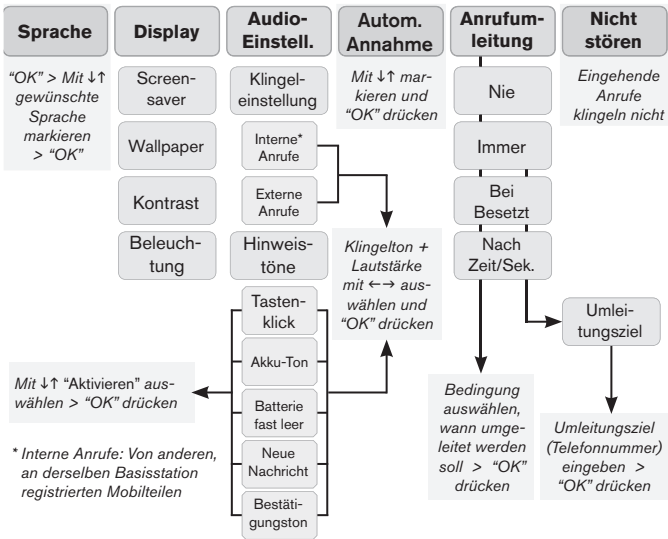 Sprache
"OK" > Mit ↓↑
gewünschte
Sprache
markieren
> "OK"
Display
Screen-
saver
Wallpaper
Kontrast
Beleuch-
tung
Audio-
Einstell.
Klingel-
einstellung
Interne*
Anrufe
Externe
Anrufe
Hinweis-
töne
Tasten-
klick
Akku-Ton
Batterie
fast leer
Neue
Nachricht
Bestäti-
gungston
Mit ↓↑ "Aktivieren" aus-
wählen > "OK" drücken
* Interne Anrufe: Von anderen,
an derselben Basisstation
registrierten Mobilteilen
Autom.
Annahme
Mit ↓↑ mar-
kieren und
"OK" drücken
Klingelton +
Lautstärke
mit ←→ aus-
wählen und
"OK" drücken
Anrufum-
leitung
Nie
Immer
Bei
Besetzt
Nach
Zeit/Sek.
Bedingung
auswählen,
wann umge-
leitet werden
soll > "OK"
drücken
Umlei-
tungsziel
Umleitungsziel
(Telefonnummer)
eingeben >
"OK" drücken
Nicht
stören
Eingehende
Anrufe
klingeln nicht